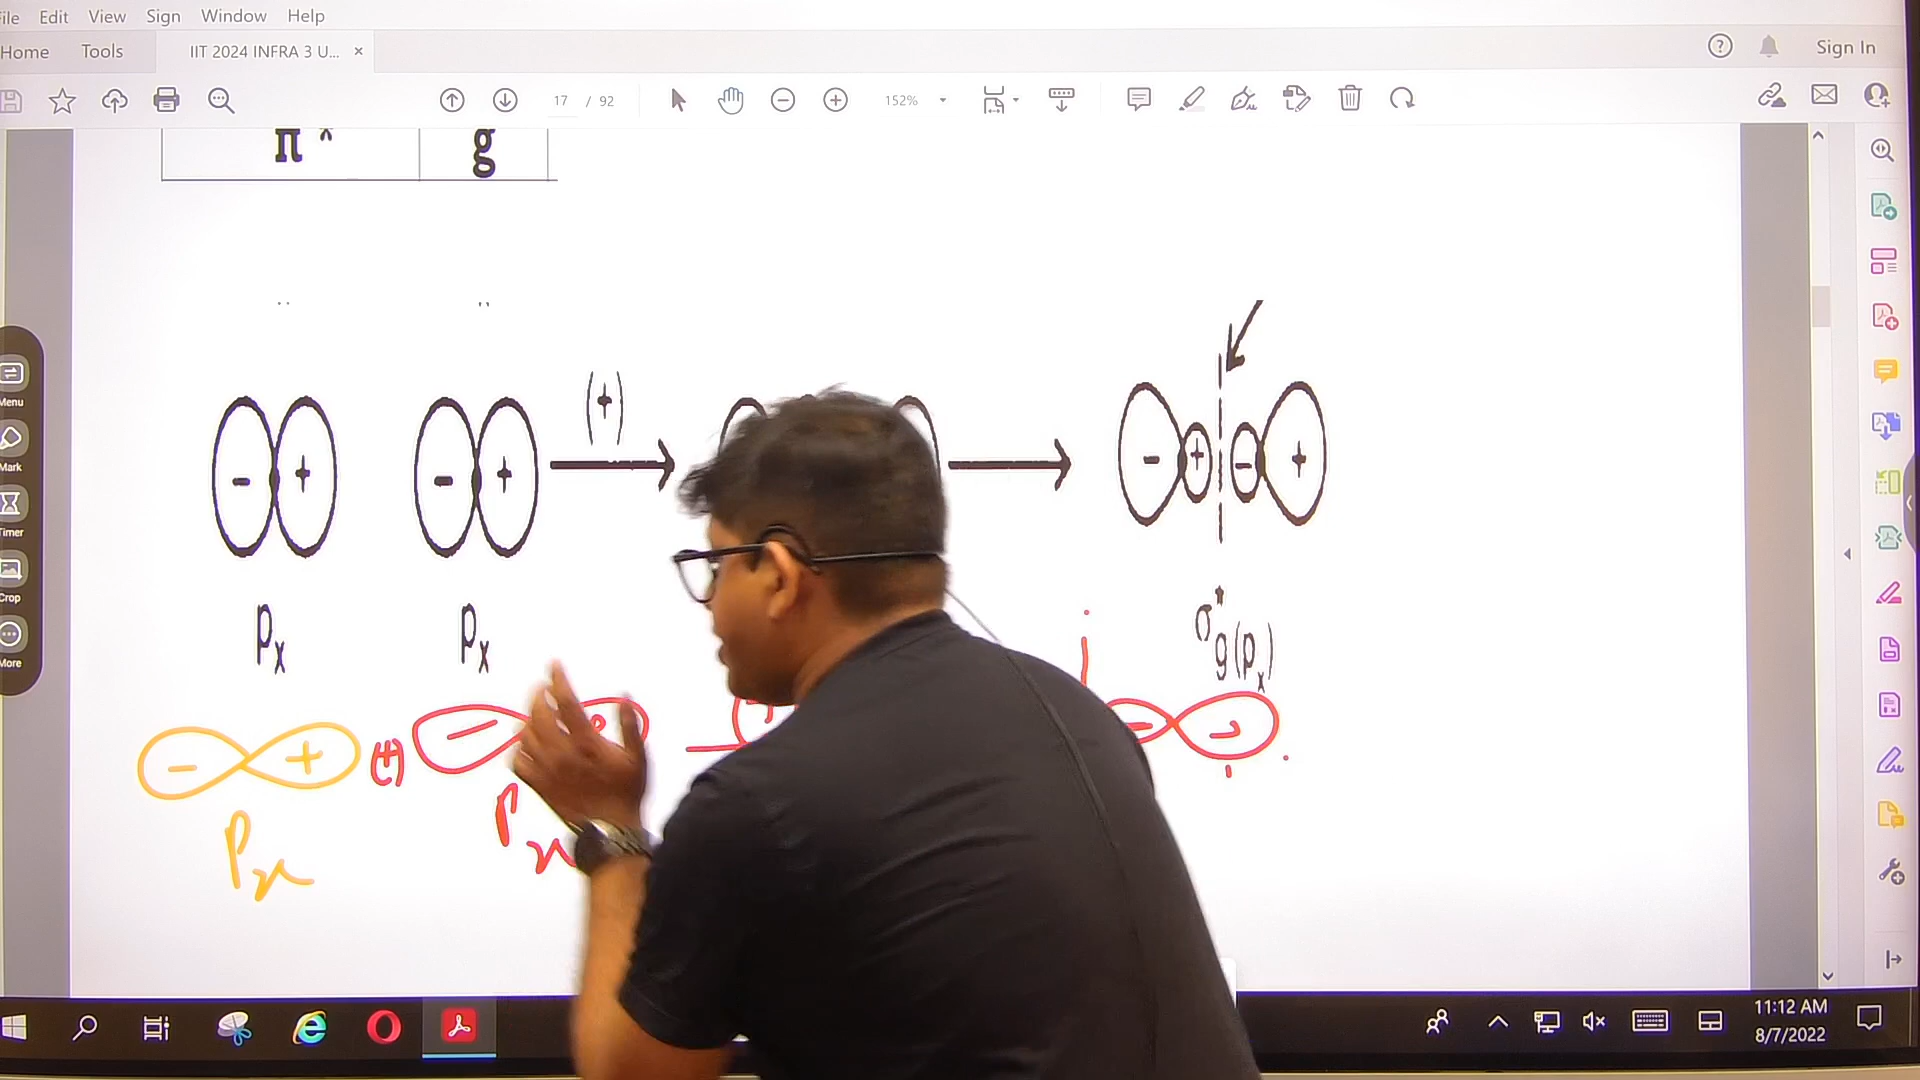 File Edit View Sign Window Help
Home Tools IIT 2024 INFRA 3 U... × Sign In
17 / 92 152%
π* g
Menu
Mark
Timer
Crop
More
(+)
- + - + - + - +
px px σ*g(px)
- + (+) - -
Px Px
11:12 AM
8/7/2022